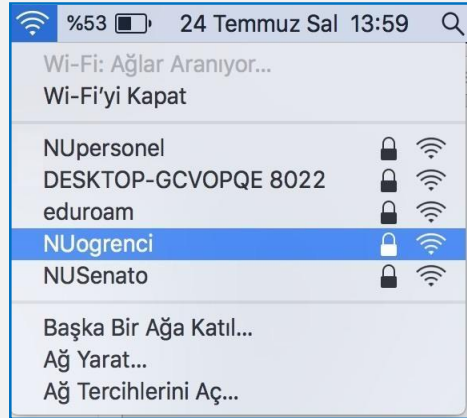 %53 24 Temmuz Sal 13:59
Wi-Fi: Ağlar Aranıyor...
Wi-Fi'yi Kapat
NUpersonel
DESKTOP-GCVOPQE 8022
eduroam
NUogrenci
NUSenato
Başka Bir Ağa Katıl...
Ağ Yarat...
Ağ Tercihlerini Aç...